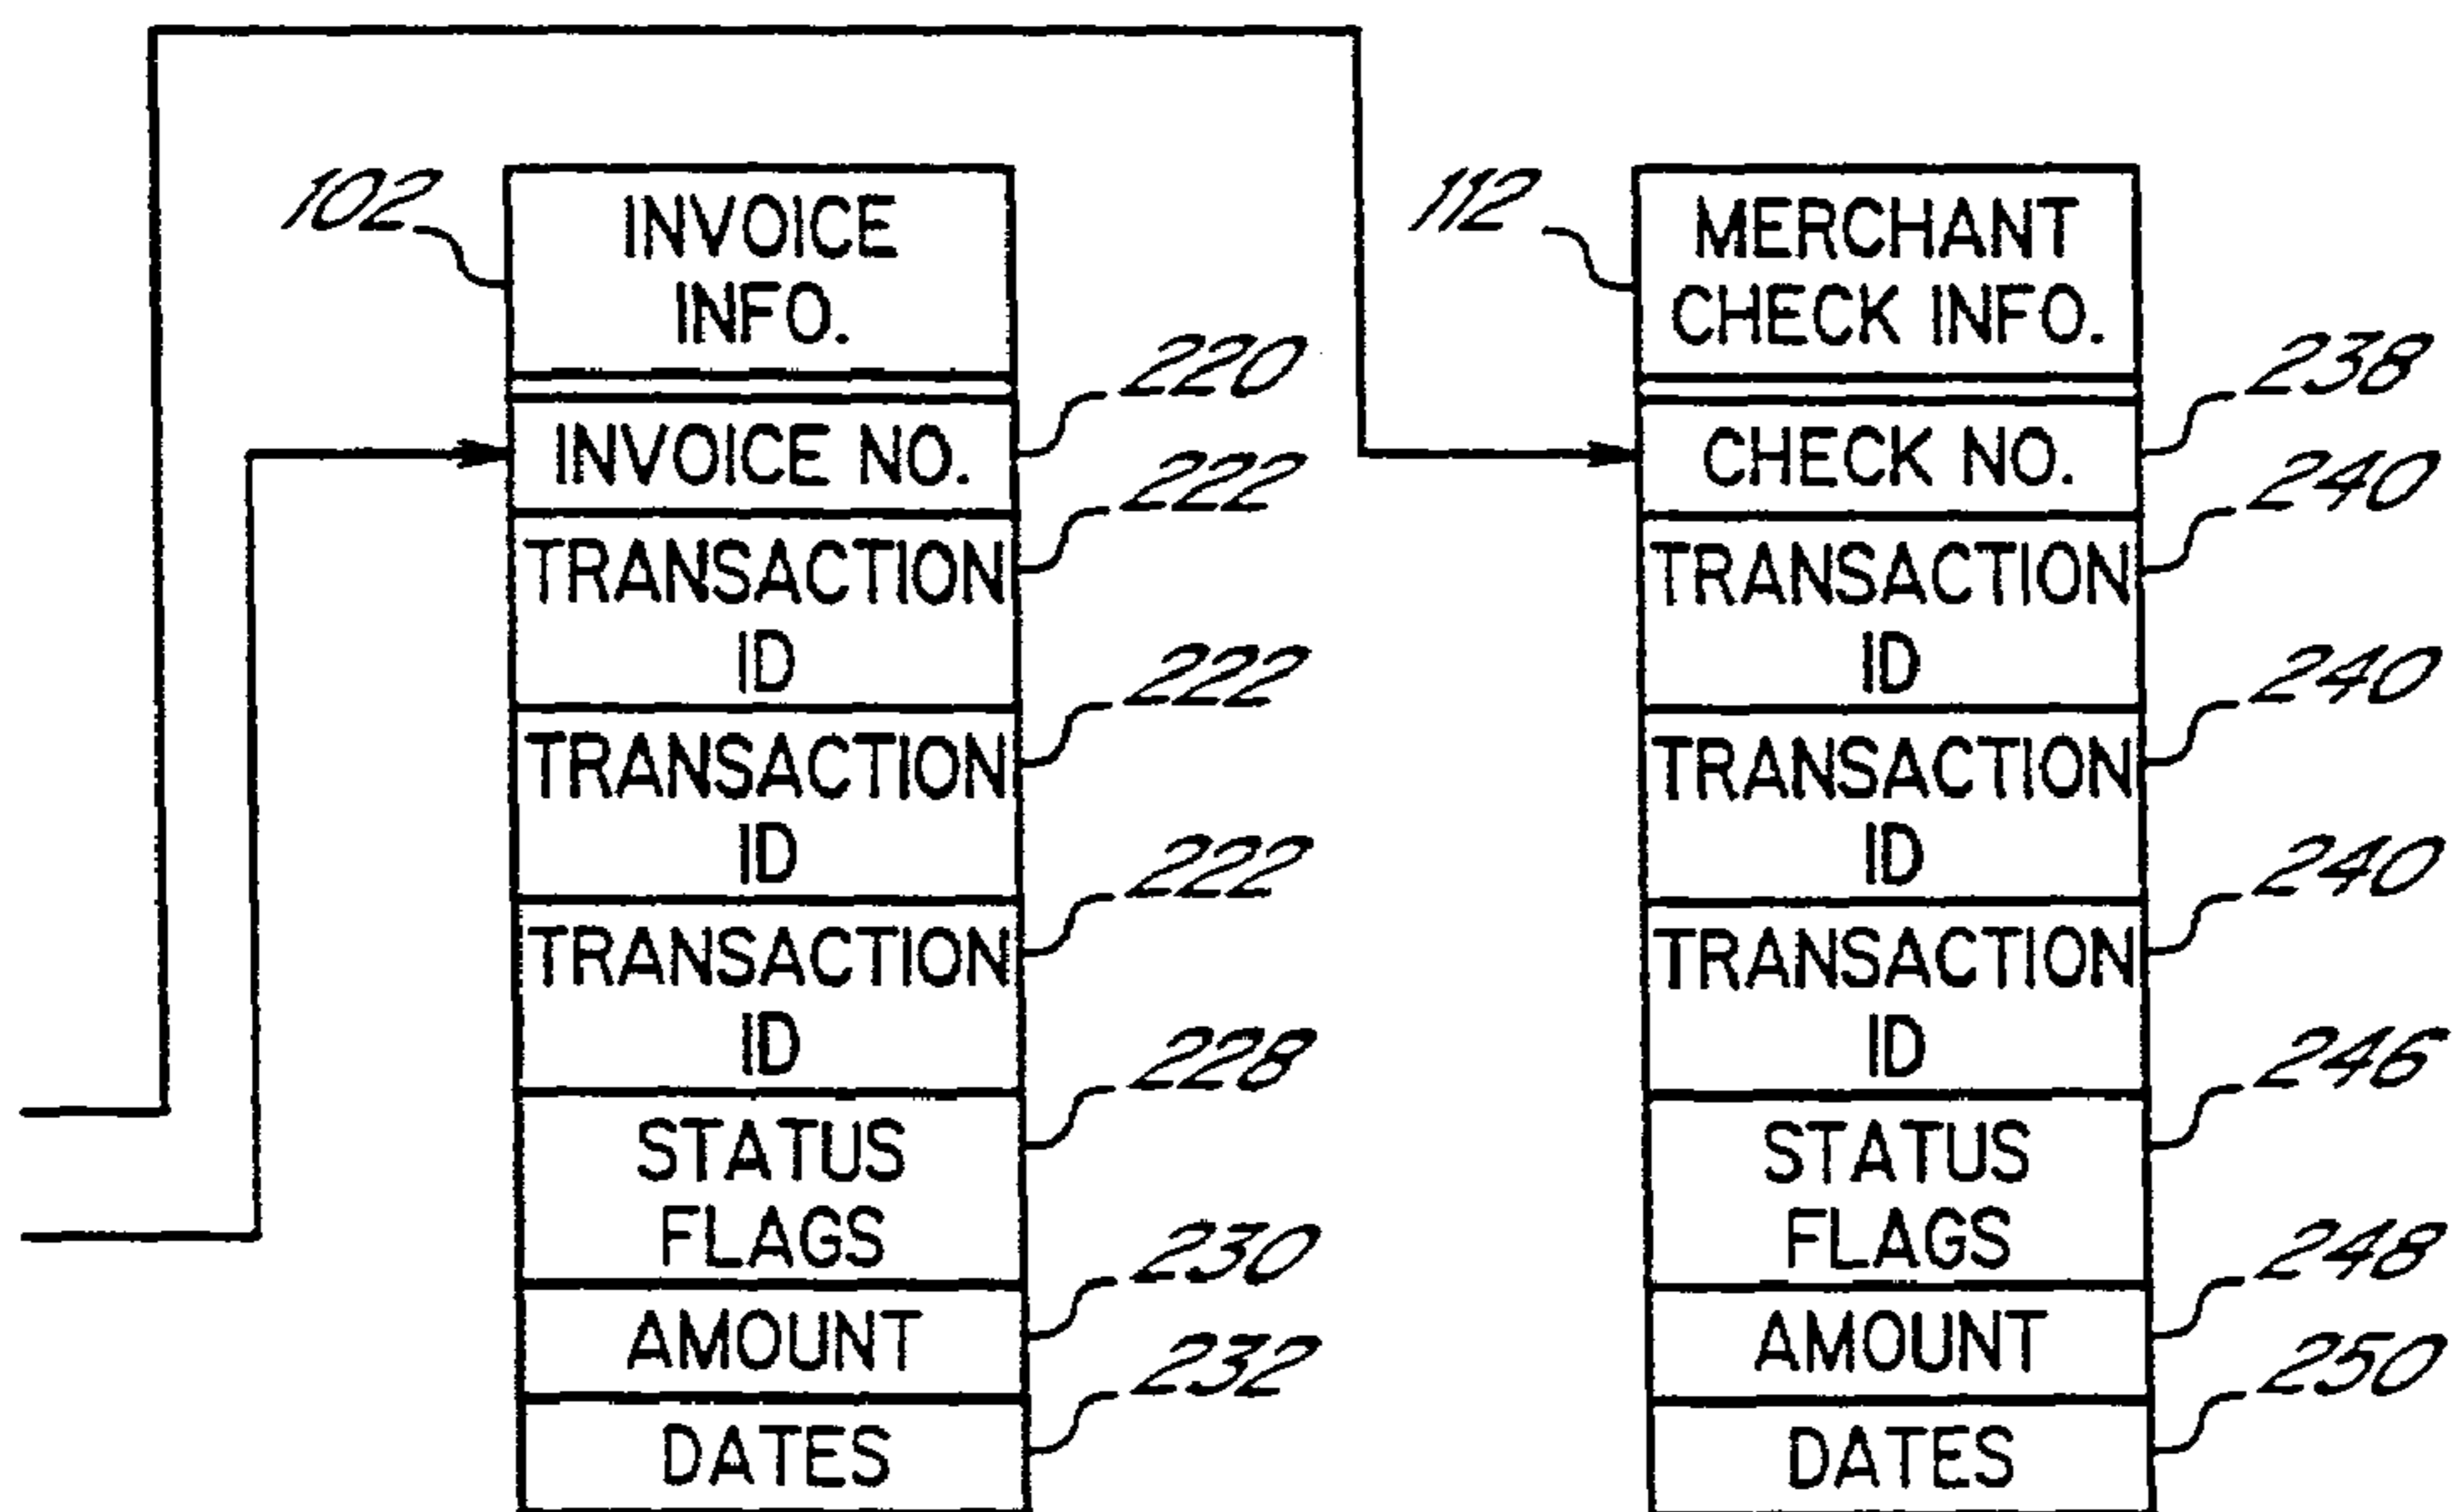 102
INVOICE
INFO.
220
INVOICE NO.
222
TRANSACTION
ID
222
TRANSACTION
ID
222
TRANSACTION
ID
228
STATUS
FLAGS
230
AMOUNT
232
DATES
112
MERCHANT
CHECK INFO.
238
CHECK NO.
240
TRANSACTION
ID
240
TRANSACTION
ID
240
TRANSACTION
ID
246
STATUS
FLAGS
248
AMOUNT
250
DATES